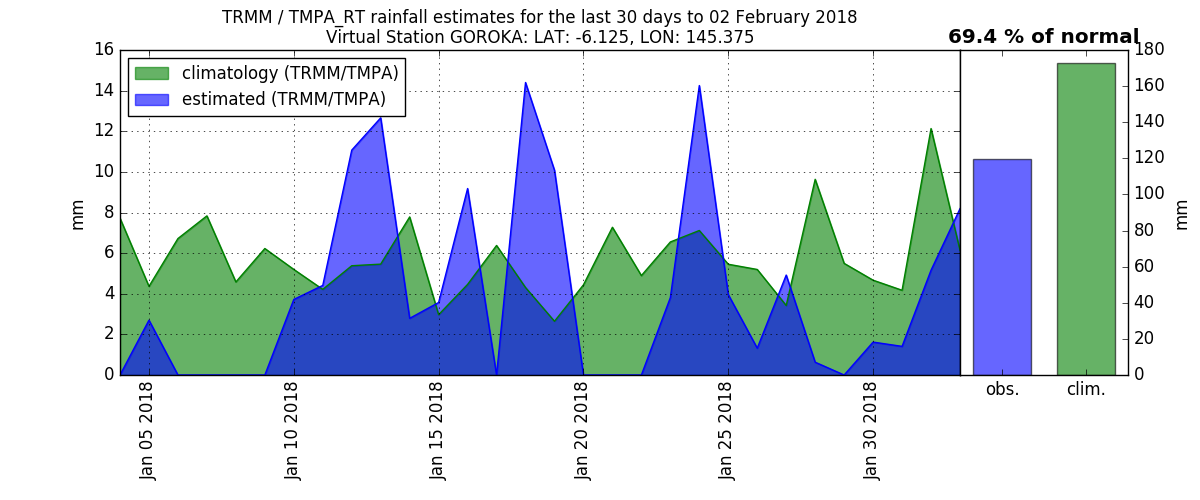 TRMM / TMPA_RT rainfall estimates for the last 30 days to 02 February 2018
Virtual Station GOROKA: LAT: -6.125, LON: 145.375
69.4 % of normal
climatology (TRMM/TMPA)
estimated (TRMM/TMPA)
mm
16
14
12
10
8
6
4
2
0
Jan 05 2018
Jan 10 2018
Jan 15 2018
Jan 20 2018
Jan 25 2018
Jan 30 2018
obs.
clim.
180
160
140
120
100
80
60
40
20
0
mm